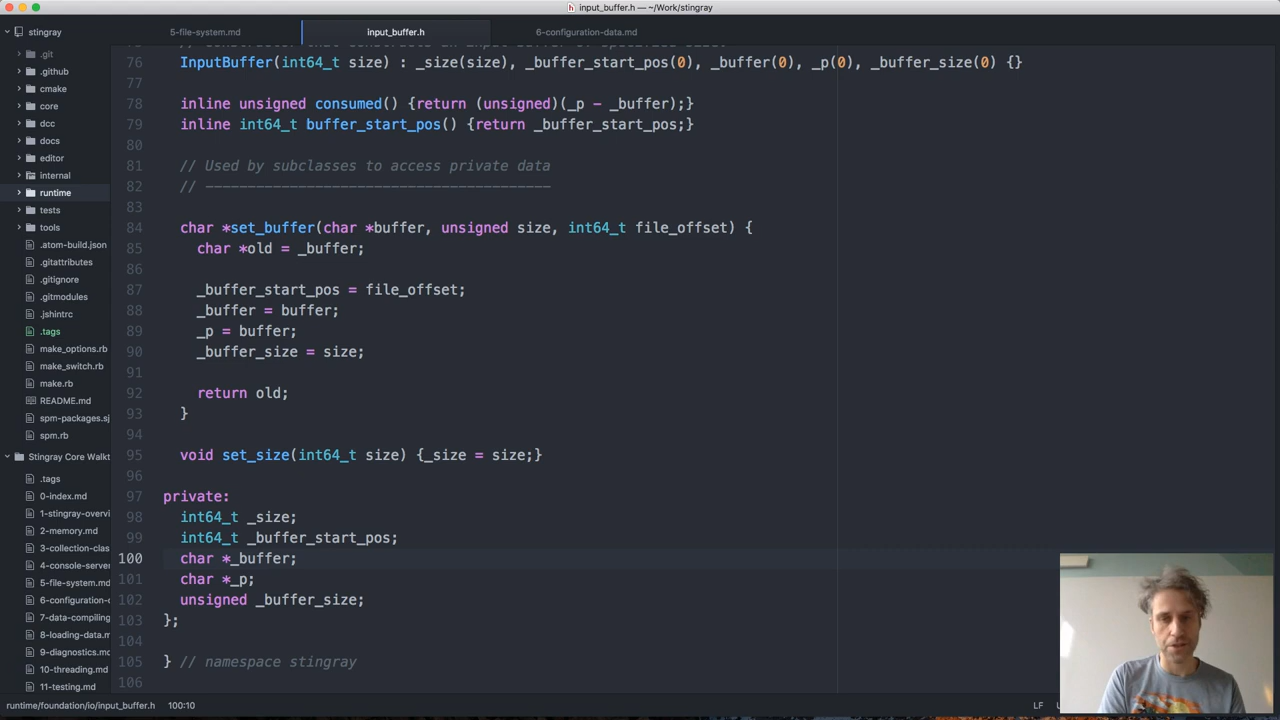 input_buffer.h — ~/Work/stingray
stingray
5-file-system.md
input_buffer.h
6-configuration-data.md
.git
.github
cmake
core
dcc
docs
editor
internal
runtime
tests
tools
.atom-build.json
.gitattributes
.gitignore
.gitmodules
.jshintrc
.tags
make_options.rb
make_switch.rb
make.rb
README.md
spm-packages.sj
spm.rb
Stingray Core Walkt
.tags
0-index.md
1-stingray-overvi
2-memory.md
3-collection-clas
4-console-server
5-file-system.md
6-configuration-d
7-data-compiling
8-loading-data.m
9-diagnostics.md
10-threading.md
11-testing.md
76 InputBuffer(int64_t size) : _size(size), _buffer_start_pos(0), _buffer(0), _p(0), _buffer_size(0) {}
77
78 inline unsigned consumed() {return (unsigned)(_p - _buffer);}
79 inline int64_t buffer_start_pos() {return _buffer_start_pos;}
80
81 // Used by subclasses to access private data
82 // -----------------------------------------
83
84 char *set_buffer(char *buffer, unsigned size, int64_t file_offset) {
85 char *old = _buffer;
86
87 _buffer_start_pos = file_offset;
88 _buffer = buffer;
89 _p = buffer;
90 _buffer_size = size;
91
92 return old;
93 }
94
95 void set_size(int64_t size) {_size = size;}
96
97 private:
98 int64_t _size;
99 int64_t _buffer_start_pos;
100 char *_buffer;
101 char *_p;
102 unsigned _buffer_size;
103 };
104
105 } // namespace stingray
106
runtime/foundation/io/input_buffer.h 100:10
LF